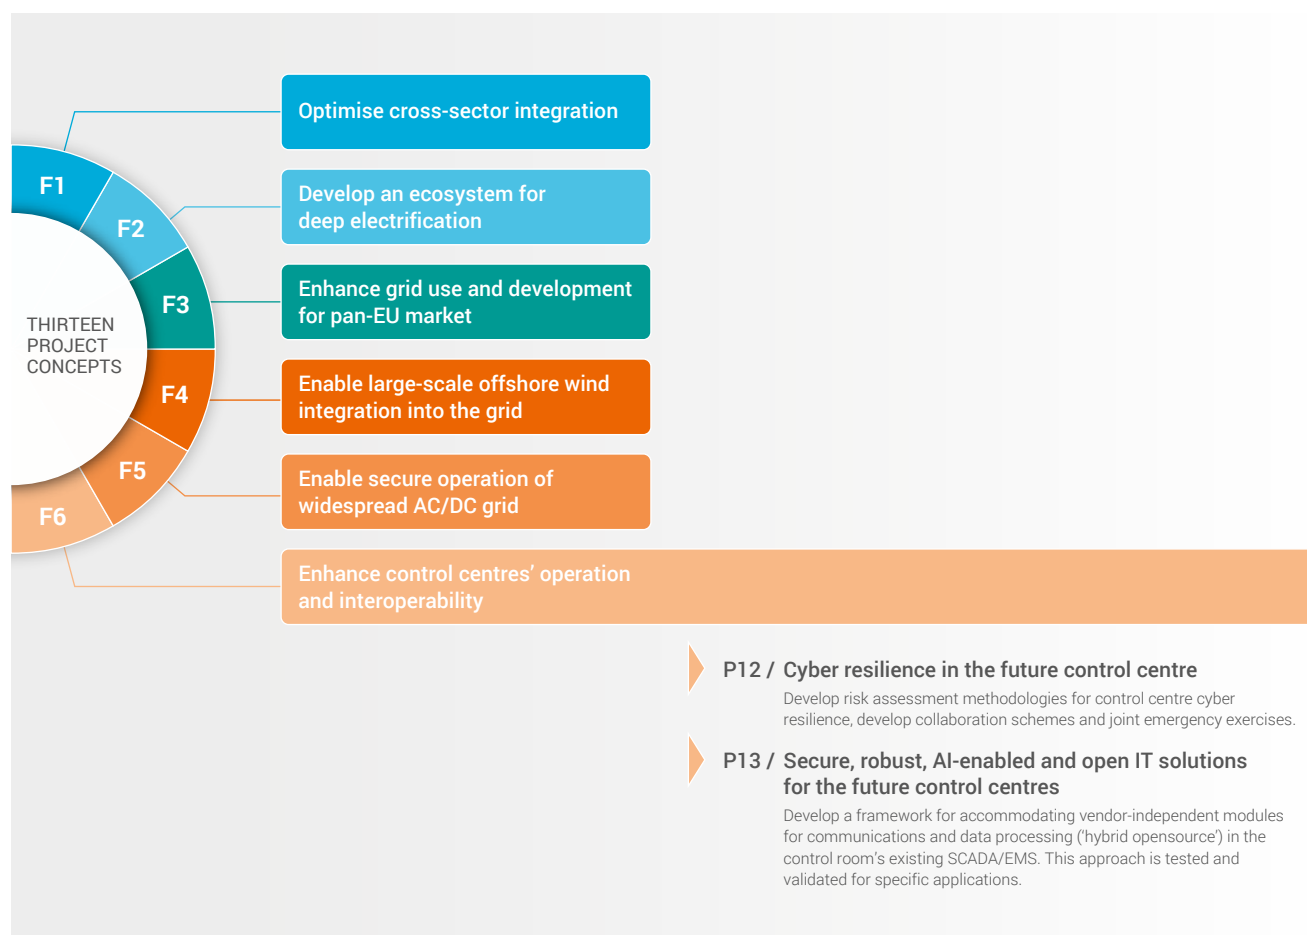 F1
F2
F3
F4
F5
F6
THIRTEEN
PROJECT
CONCEPTS
Optimise cross-sector integration
Develop an ecosystem for
deep electrification
Enhance grid use and development
for pan-EU market
Enable large-scale offshore wind
integration into the grid
Enable secure operation of
widespread AC/DC grid
Enhance control centres’ operation
and interoperability
P12 / Cyber resilience in the future control centre
Develop risk assessment methodologies for control centre cyber
resilience, develop collaboration schemes and joint emergency exercises.
P13 / Secure, robust, AI-enabled and open IT solutions
for the future control centres
Develop a framework for accommodating vendor-independent modules
for communications and data processing (‘hybrid opensource’) in the
control room’s existing SCADA/EMS. This approach is tested and
validated for specific applications.